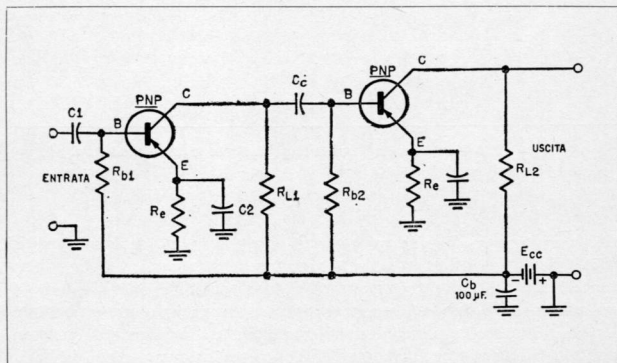 PNP
C
Cc
B
PNP
C
C1
B
E
E
ENTRATA
Rb1
Re
C2
RL1
Rb2
Re
USCITA
RL2
Ecc
Cb
100 µF.
- +